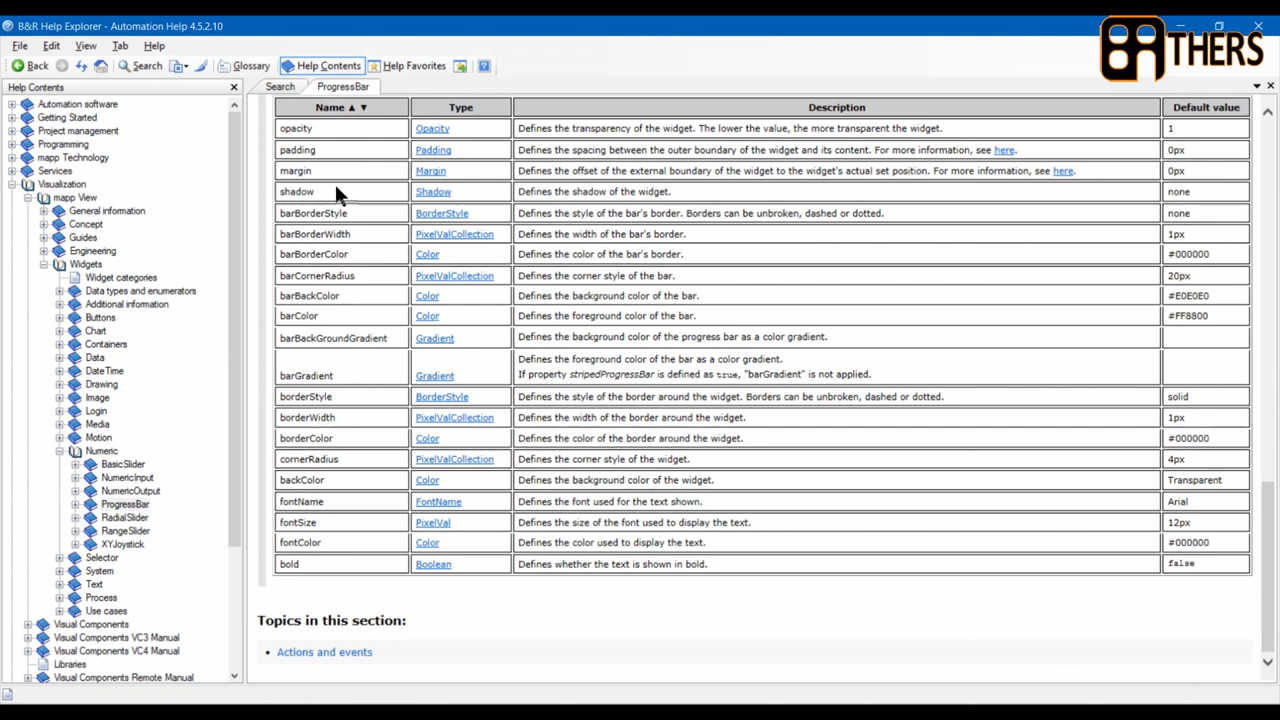 B&R Help Explorer - Automation Help 4.5.2.10
88THERS
File Edit View Tab Help
Back Search Glossary Help Contents Help Favorites
Help Contents
Search ProgressBar
Automation software
Getting Started
Project management
Programming
mapp Technology
Services
Visualization
mapp View
General information
Concept
Guides
Engineering
Widgets
Widget categories
Data types and enumerators
Additional information
Buttons
Chart
Containers
Data
DateTime
Drawing
Image
Login
Media
Motion
Numeric
BasicSlider
NumericInput
NumericOutput
ProgressBar
RadialSlider
RangeSlider
XYJoystick
Selector
System
Text
Process
Use cases
Visual Components
Visual Components VC3 Manual
Visual Components VC4 Manual
Libraries
Visual Components Remote Manual
Name ▲ ▼ Type Description Default value
opacity Opacity Defines the transparency of the widget. The lower the value, the more transparent the widget. 1
padding Padding Defines the spacing between the outer boundary of the widget and its content. For more information, see here. 0px
margin Margin Defines the offset of the external boundary of the widget to the widget's actual set position. For more information, see here. 0px
shadow Shadow Defines the shadow of the widget. none
barBorderStyle BorderStyle Defines the style of the bar's border. Borders can be unbroken, dashed or dotted. none
barBorderWidth PixelValCollection Defines the width of the bar's border. 1px
barBorderColor Color Defines the color of the bar's border. #000000
barCornerRadius PixelValCollection Defines the corner style of the bar. 20px
barBackColor Color Defines the background color of the bar. #E0E0E0
barColor Color Defines the foreground color of the bar. #FF8800
barBackGroundGradient Gradient Defines the background color of the progress bar as a color gradient.
Defines the foreground color of the bar as a color gradient.
barGradient Gradient If property stripedProgressBar is defined as true, "barGradient" is not applied.
borderStyle BorderStyle Defines the style of the border around the widget. Borders can be unbroken, dashed or dotted. solid
borderWidth PixelValCollection Defines the width of the border around the widget. 1px
borderColor Color Defines the color of the border around the widget. #000000
cornerRadius PixelValCollection Defines the corner style of the widget. 4px
backColor Color Defines the background color of the widget. Transparent
fontName FontName Defines the font used for the text shown. Arial
fontSize PixelVal Defines the size of the font used to display the text. 12px
fontColor Color Defines the color used to display the text. #000000
bold Boolean Defines whether the text is shown in bold. false
Topics in this section:
• Actions and events